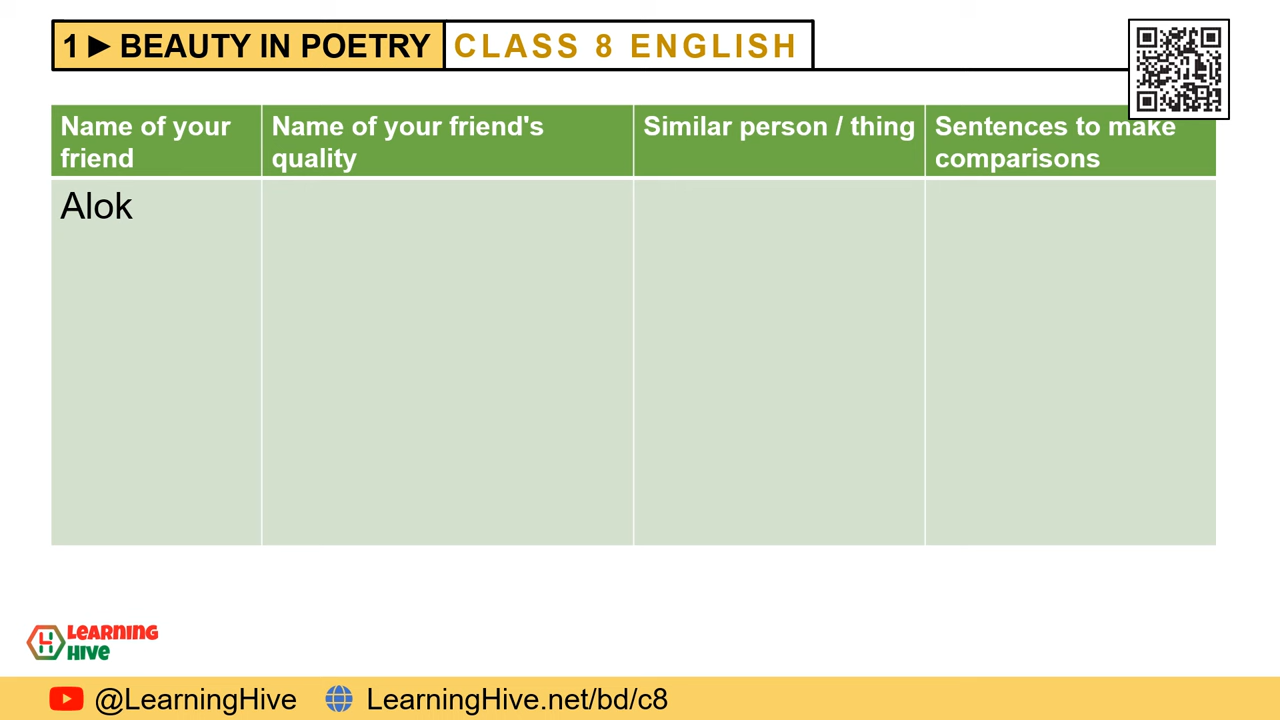 1►BEAUTY IN POETRY CLASS 8 ENGLISH
Name of your friend
Name of your friend's quality
Similar person / thing
Sentences to make comparisons
Alok
Learning
Hive
@LearningHive LearningHive.net/bd/c8